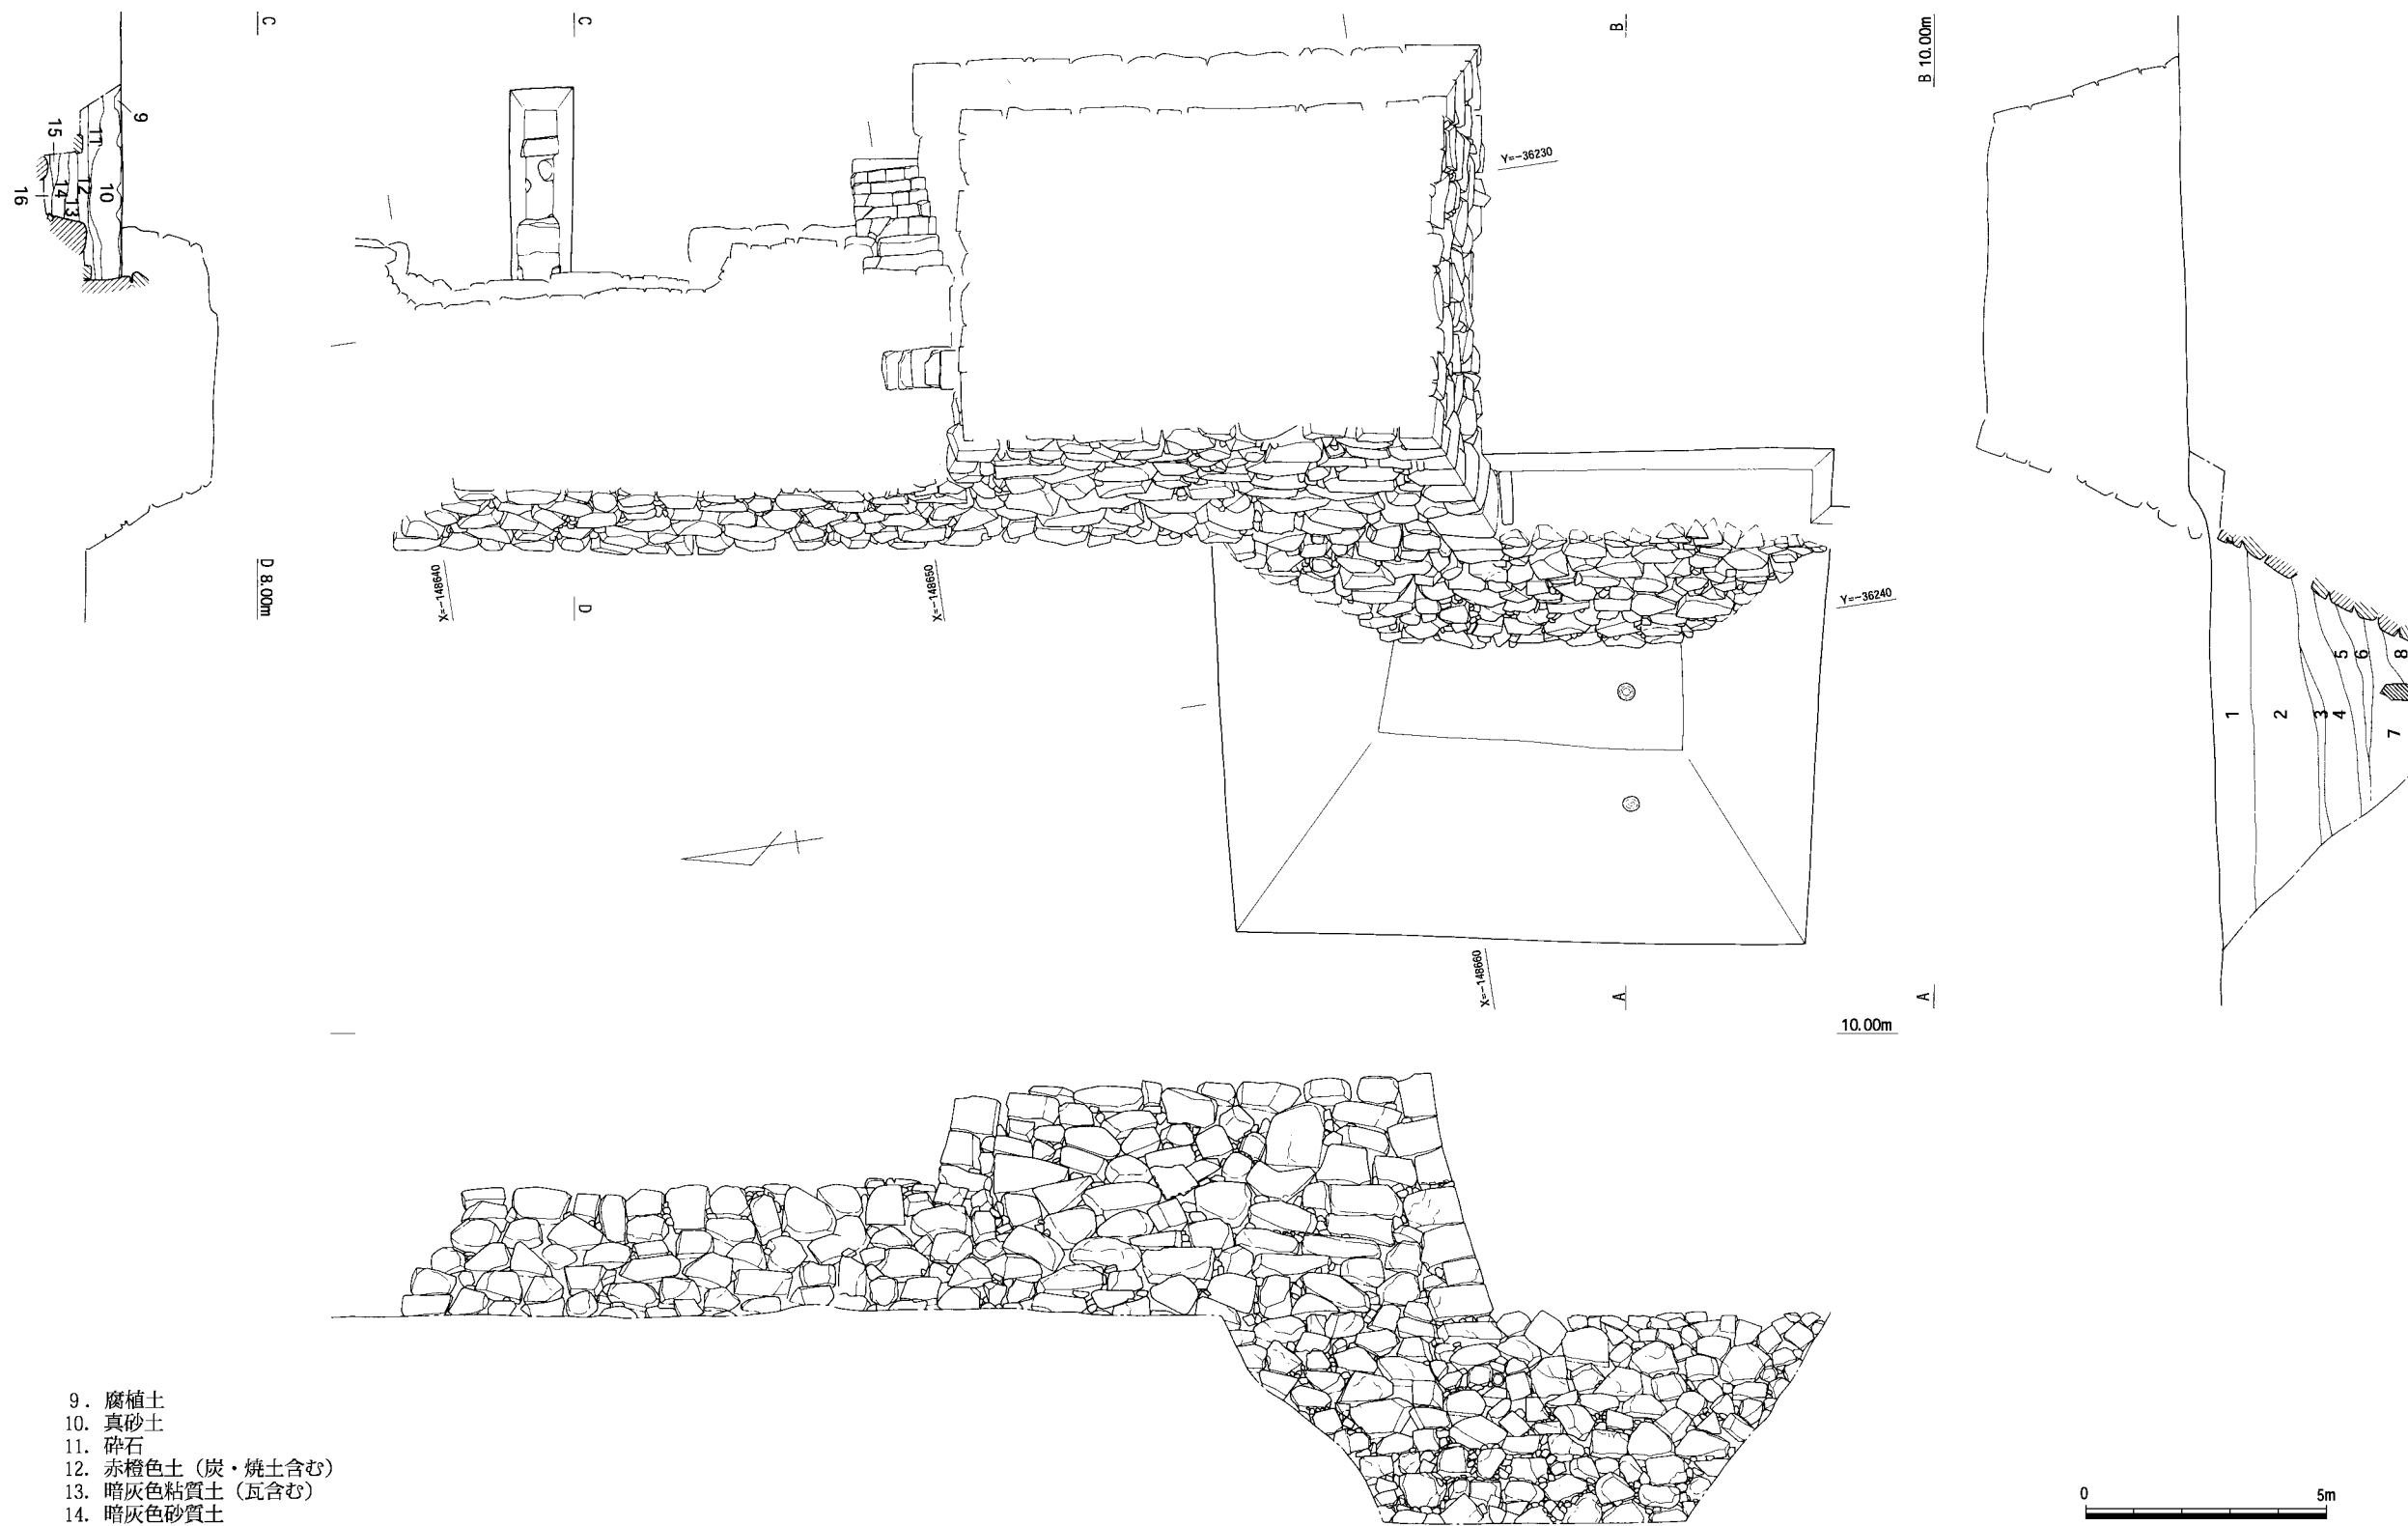 C
C
B
B 10.00m
9
15
11
12
10
14
13
16
Y=-36230
D 8.00m
X=-148640
D
X=-148650
Y=-36240
5
6
8
1
2
3
4
7
X=-148660
A
A
10.00m
9. 腐植土
10. 真砂土
11. 砕石
12. 赤橙色土（炭・焼土含む）
13. 暗灰色粘質土（瓦含む）
14. 暗灰色砂質土
0 5m